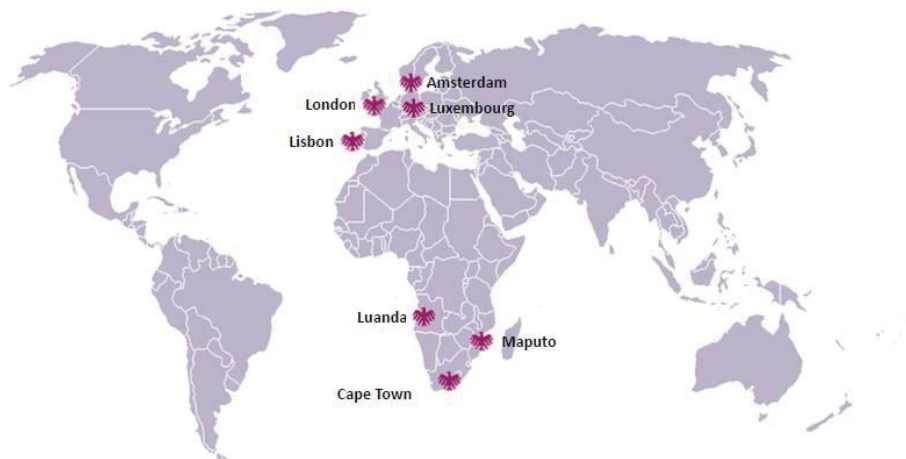 Amsterdam
London
Luxembourg
Lisbon
Luanda
Maputo
Cape Town